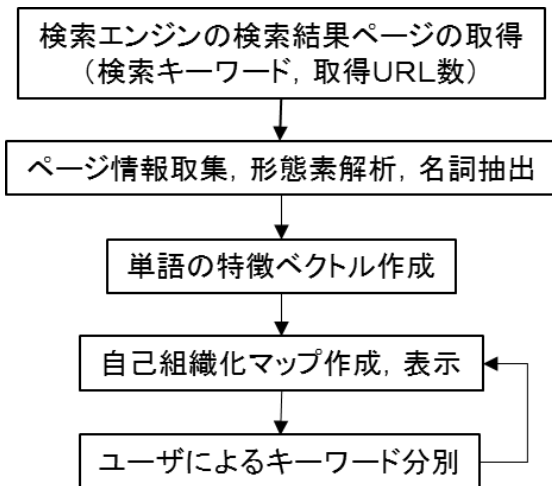 検索エンジンの検索結果ページの取得
（検索キーワード，取得URL数）
ページ情報取集，形態素解析，名詞抽出
単語の特徴ベクトル作成
自己組織化マップ作成，表示
ユーザによるキーワード分別